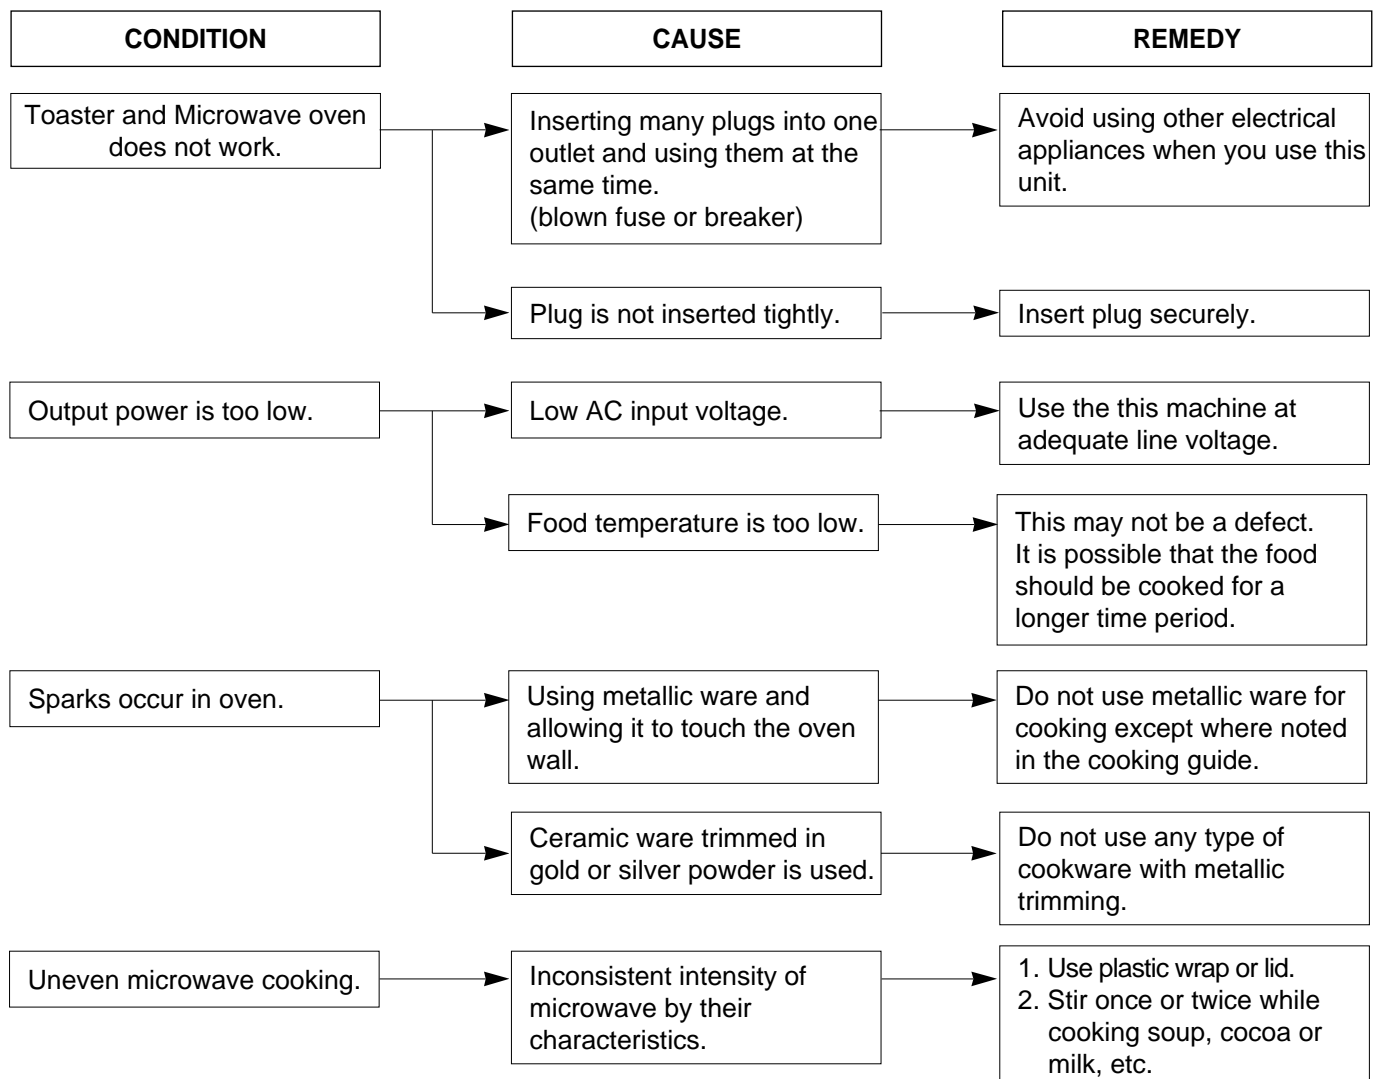 CONDITION
CAUSE
REMEDY
Toaster and Microwave oven
does not work.
Inserting many plugs into one
outlet and using them at the
same time.
(blown fuse or breaker)
Avoid using other electrical
appliances when you use this
unit.
Plug is not inserted tightly.
Insert plug securely.
Output power is too low.
Low AC input voltage.
Use the this machine at
adequate line voltage.
Food temperature is too low.
This may not be a defect.
It is possible that the food
should be cooked for a
longer time period.
Sparks occur in oven.
Using metallic ware and
allowing it to touch the oven
wall.
Do not use metallic ware for
cooking except where noted
in the cooking guide.
Ceramic ware trimmed in
gold or silver powder is used.
Do not use any type of
cookware with metallic
trimming.
Uneven microwave cooking.
Inconsistent intensity of
microwave by their
characteristics.
1. Use plastic wrap or lid.
2. Stir once or twice while
cooking soup, cocoa or
milk, etc.